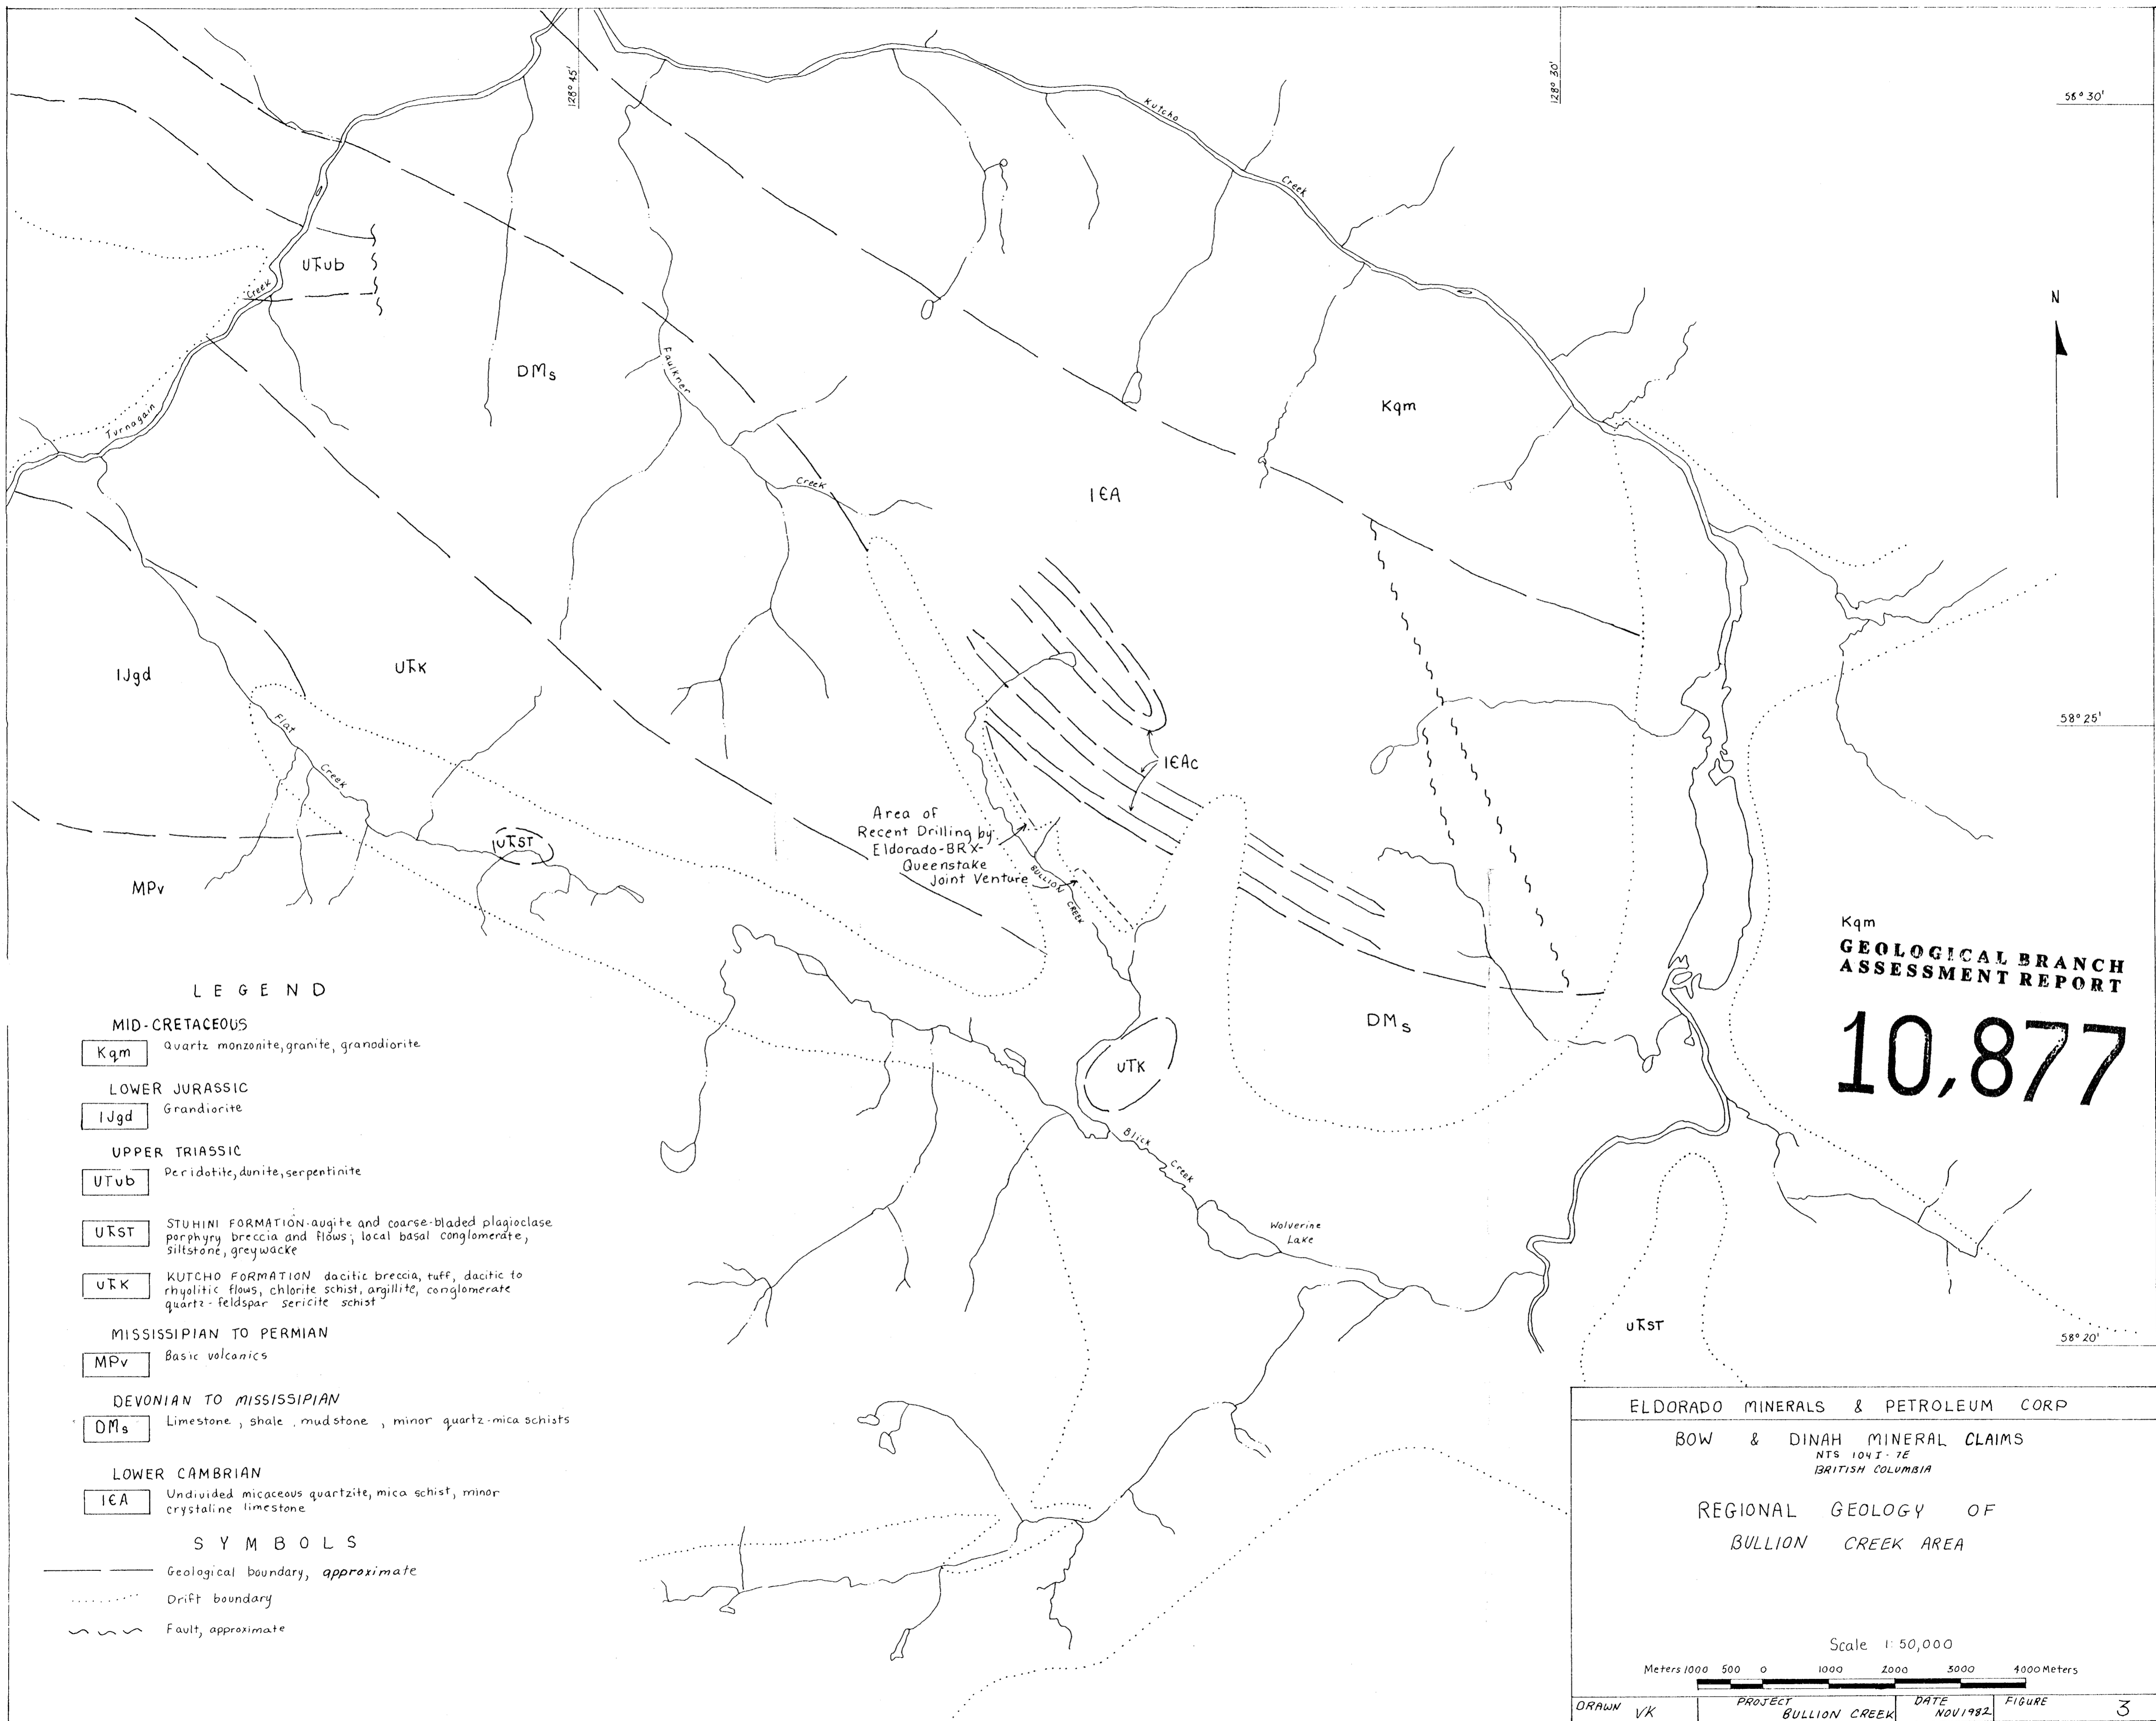 128° 45'
128° 30'
58° 30'
Kutcho
Creek
UTub
Creek
N
DMs
Faulkner
Kqm
Turnagain
Creek
I€A
IJgd
UTK
58° 25'
Flat
Creek
I€Ac
Area of
Recent Drilling by
Eldorado-BRX-
Queenstake
Joint Venture
BULLION
CREEK
UTST
MPv
Kqm
GEOLOGICAL BRANCH
ASSESSMENT REPORT
10,877
DMs
UTK
Blick
Creek
Wolverine
Lake
UTST
58° 20'
LEGEND
MID-CRETACEOUS
Kqm Quartz monzonite, granite, granodiorite
LOWER JURASSIC
IJgd Grandiorite
UPPER TRIASSIC
UTub Peridotite, dunite, serpentinite
UTST STUHINI FORMATION-augite and coarse-bladed plagioclase
porphyry breccia and flows; local basal conglomerate,
siltstone, greywacke
UTK KUTCHO FORMATION dacitic breccia, tuff, dacitic to
rhyolitic flows, chlorite schist, argillite, conglomerate
quartz-feldspar sericite schist
MISSISSIPIAN TO PERMIAN
MPv Basic volcanics
DEVONIAN TO MISSISSIPIAN
DMs Limestone, shale, mudstone, minor quartz-mica schists
LOWER CAMBRIAN
I€A Undivided micaceous quartzite, mica schist, minor
crystaline limestone
SYMBOLS
Geological boundary, approximate
Drift boundary
Fault, approximate
ELDORADO MINERALS & PETROLEUM CORP
BOW & DINAH MINERAL CLAIMS
NTS 104 I-7E
BRITISH COLUMBIA
REGIONAL GEOLOGY OF
BULLION CREEK AREA
Scale 1:50,000
Meters 1000 500 0 1000 2000 3000 4000 Meters
DRAWN VK PROJECT BULLION CREEK DATE NOV 1982 FIGURE 3